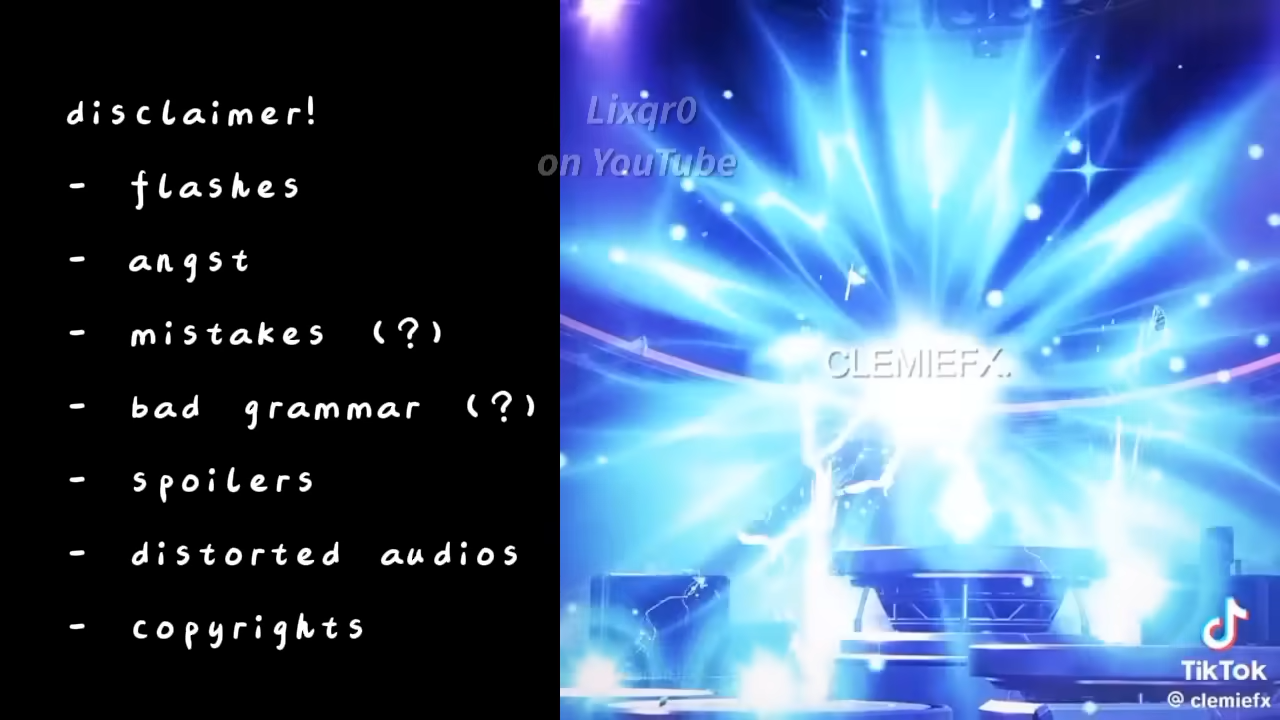 disclaimer!
- flashes
- angst
- mistakes (?)
- bad grammar (?)
- spoilers
- distorted audios
- copyrights
Lixqr0
on YouTube
CLEMIEFX.
TikTok
@ clemiefx